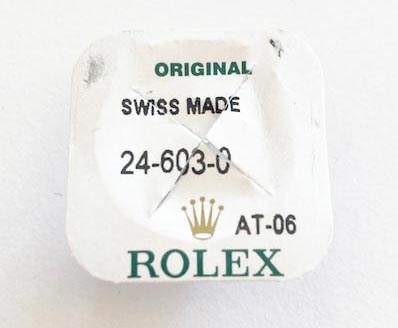 ORIGINAL
SWISS MADE
24-603-0
AT-06
ROLEX